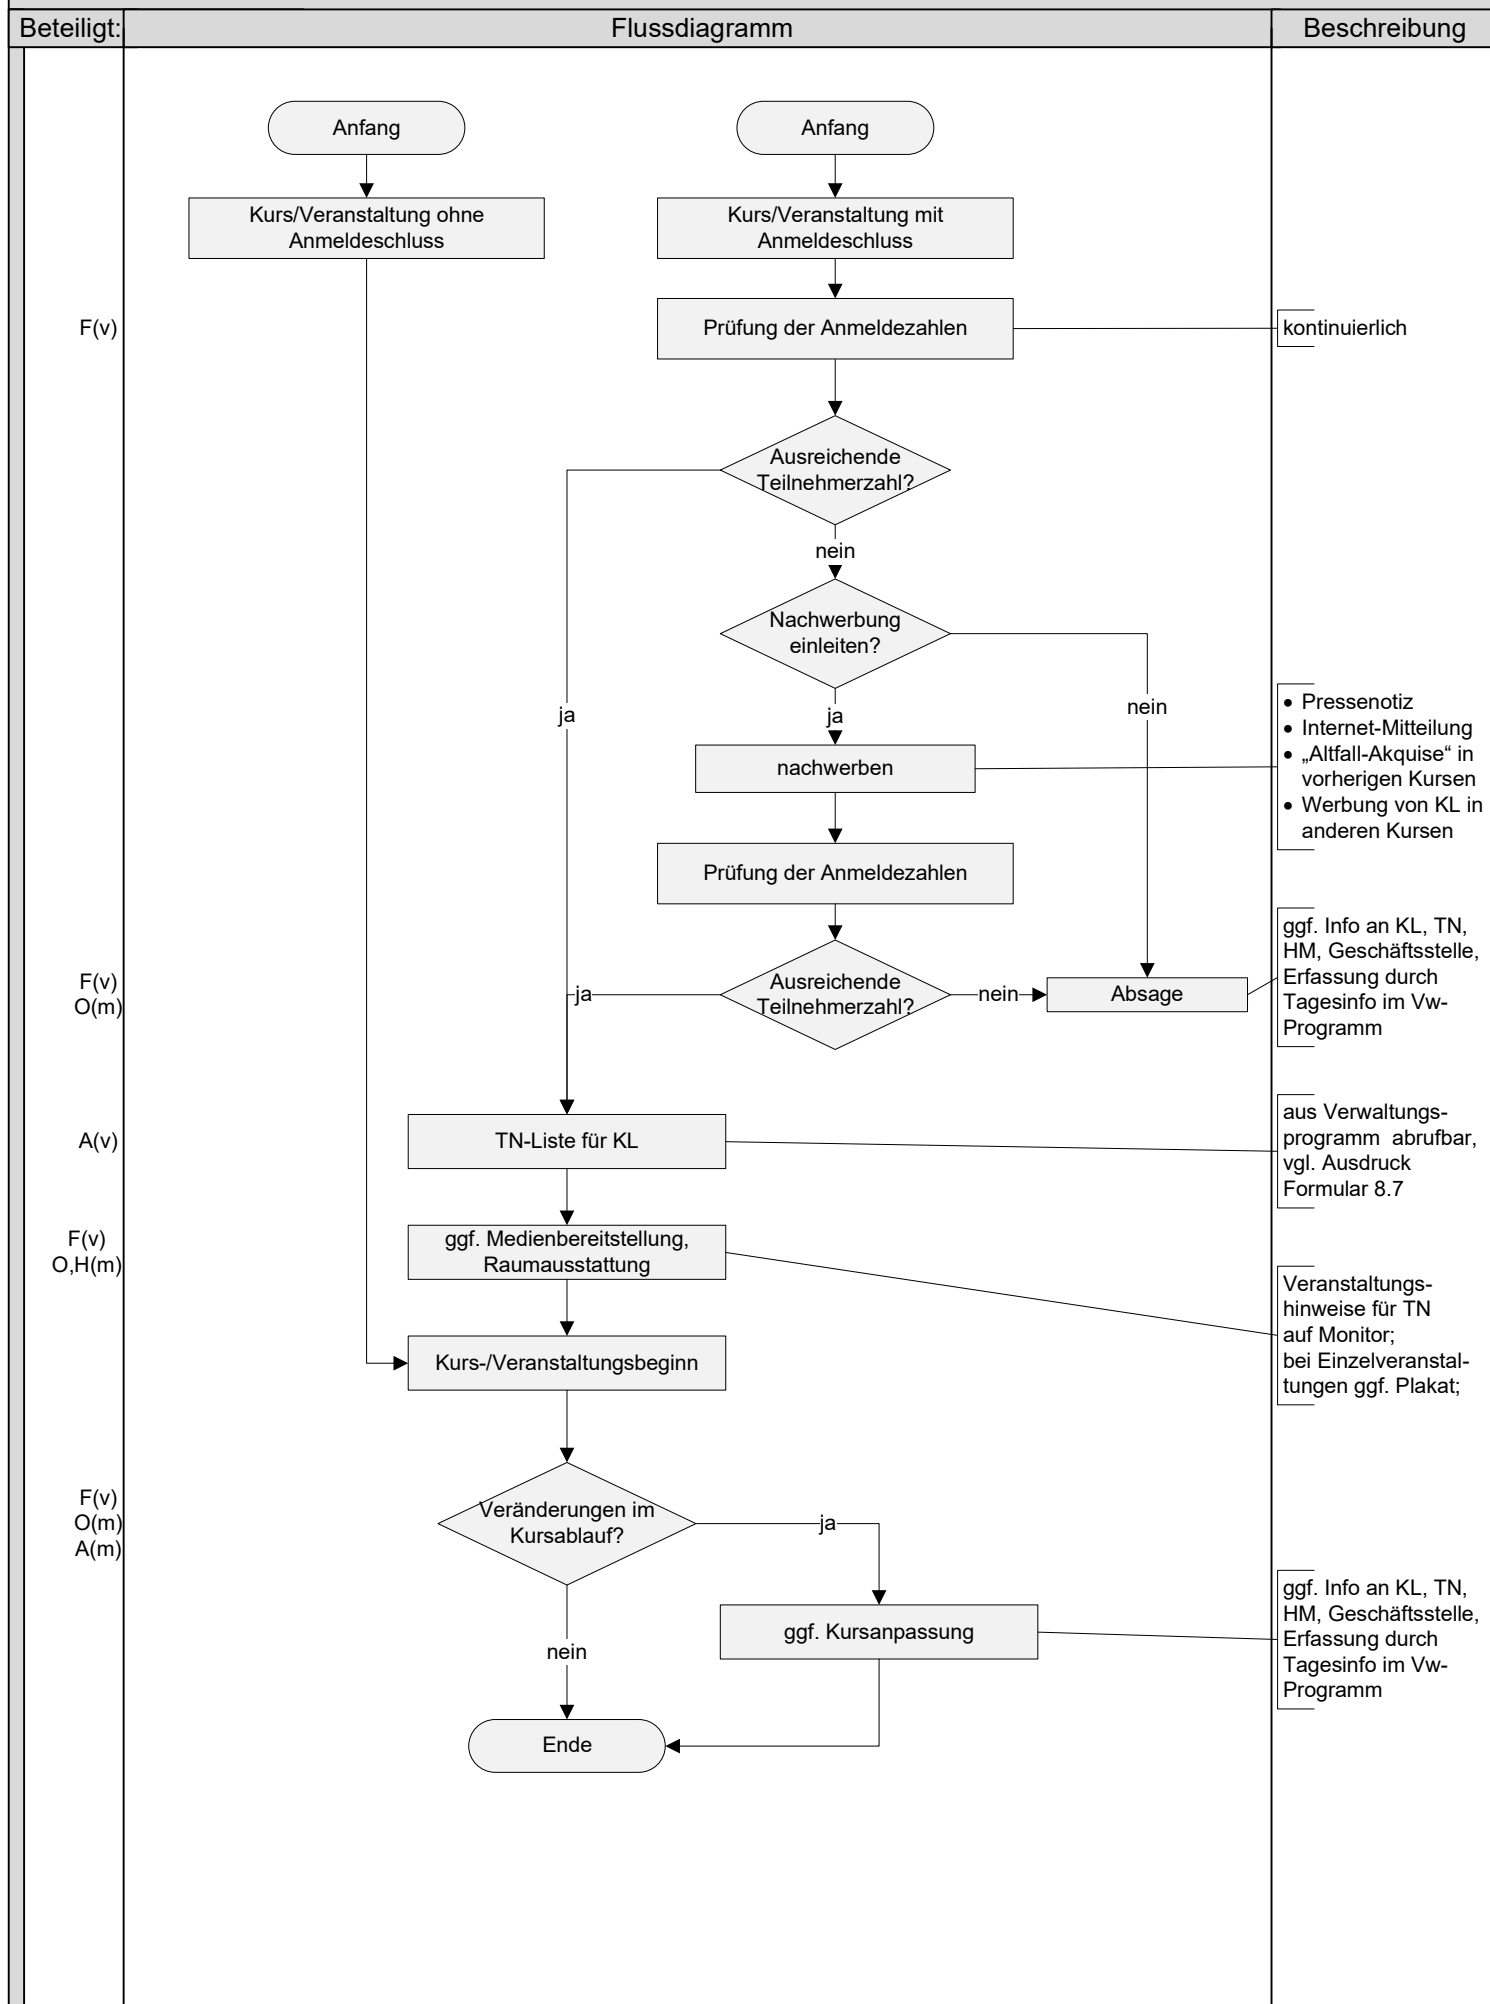 Beteiligt:
Flussdiagramm
Beschreibung
Anfang
Anfang
Kurs/Veranstaltung ohne
Anmeldeschluss
Kurs/Veranstaltung mit
Anmeldeschluss
F(v)
Prüfung der Anmeldezahlen
kontinuierlich
Ausreichende
Teilnehmerzahl?
nein
Nachwerbung
einleiten?
ja
ja
nein
nachwerben
• Pressenotiz
• Internet-Mitteilung
• „Altfall-Akquise“ in
vorherigen Kursen
• Werbung von KL in
anderen Kursen
Prüfung der Anmeldezahlen
F(v)
O(m)
ja
Ausreichende
Teilnehmerzahl?
nein
Absage
ggf. Info an KL, TN,
HM, Geschäftsstelle,
Erfassung durch
Tagesinfo im Vw-
Programm
A(v)
TN-Liste für KL
aus Verwaltungs-
programm abrufbar,
vgl. Ausdruck
Formular 8.7
F(v)
O,H(m)
ggf. Medienbereitstellung,
Raumausstattung
Veranstaltungs-
hinweise für TN
auf Monitor;
bei Einzelveranstal-
tungen ggf. Plakat;
Kurs-/Veranstaltungsbeginn
F(v)
O(m)
A(m)
Veränderungen im
Kursablauf?
ja
nein
ggf. Kursanpassung
ggf. Info an KL, TN,
HM, Geschäftsstelle,
Erfassung durch
Tagesinfo im Vw-
Programm
Ende